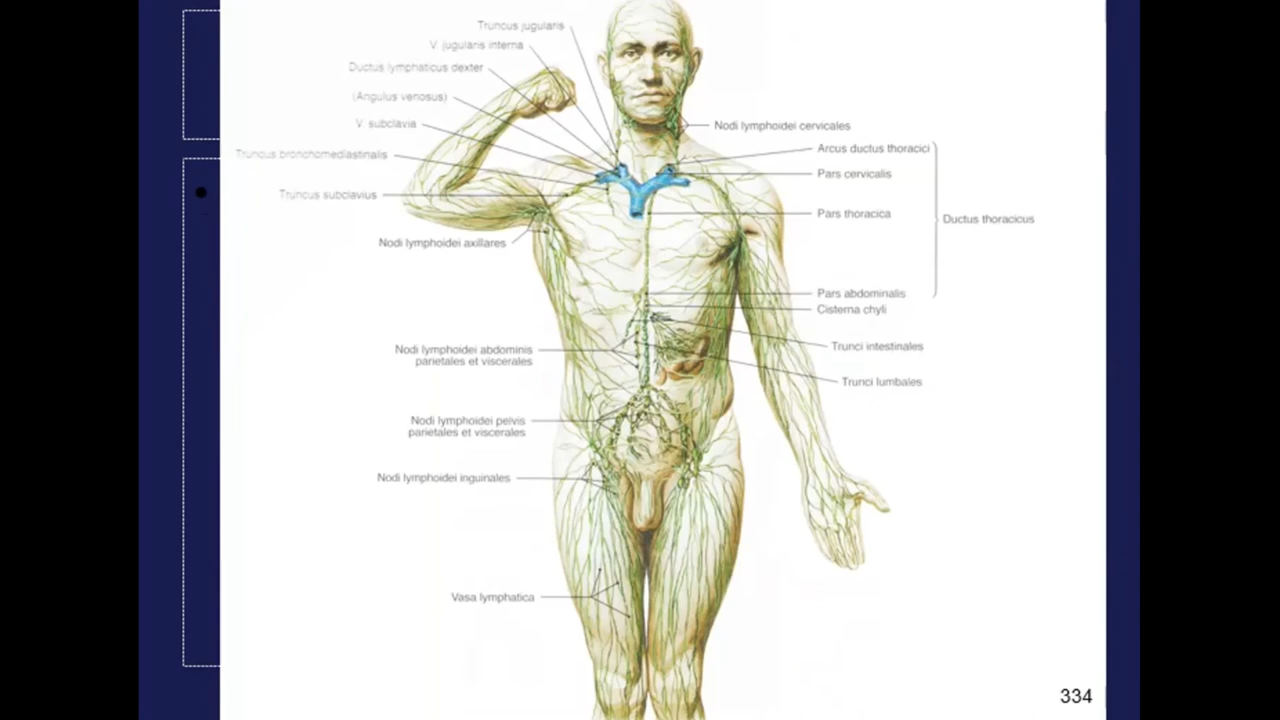 Truncus jugularis
V. jugularis interna
Ductus lymphaticus dexter
(Angulus venosus)
V. subclavia
Truncus bronchomediastinalis
Truncus subclavius
Nodi lymphoidei axillares
Nodi lymphoidei abdominis
parietales et viscerales
Nodi lymphoidei pelvis
parietales et viscerales
Nodi lymphoidei inguinales
Vasa lymphatica
Nodi lymphoidei cervicales
Arcus ductus thoracici
Pars cervicalis
Pars thoracica
Ductus thoracicus
Pars abdominalis
Cisterna chyli
Trunci intestinales
Trunci lumbales
334